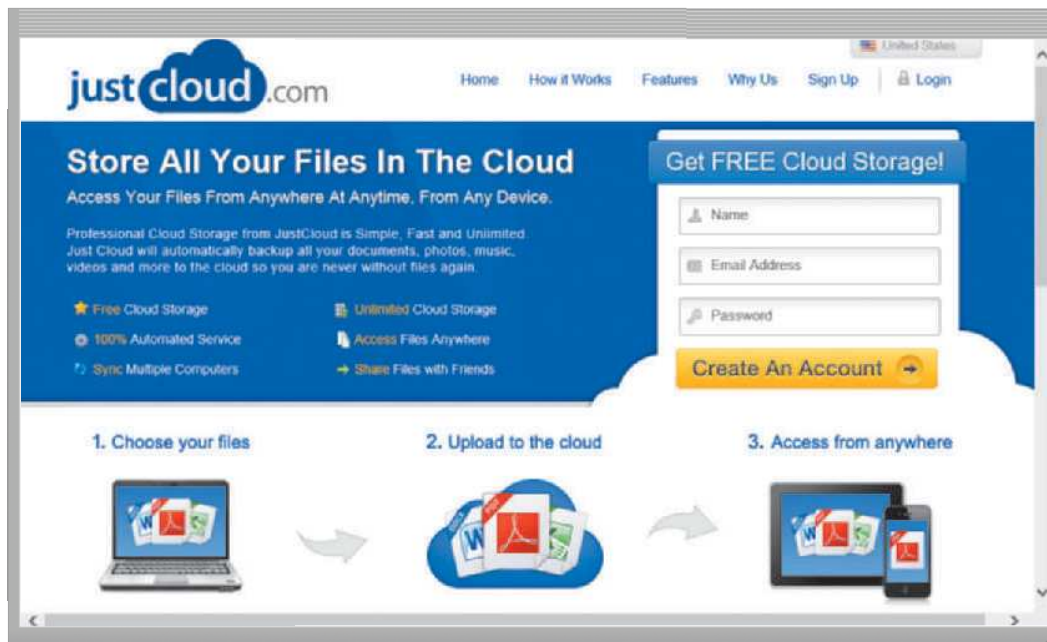 United States
justcloud.com
Home How it Works Features Why Us Sign Up Login
Store All Your Files In The Cloud
Access Your Files From Anywhere At Anytime. From Any Device.
Professional Cloud Storage from JustCloud is Simple, Fast and Unlimited.
Just Cloud will automatically backup all your documents, photos, music,
videos and more to the cloud so you are never without files again.
Free Cloud Storage
Unlimited Cloud Storage
100% Automated Service
Access Files Anywhere
Sync Multiple Computers
Share Files with Friends
Get FREE Cloud Storage!
Name
Email Address
Password
Create An Account
1. Choose your files
2. Upload to the cloud
3. Access from anywhere
W
W
PDF
W